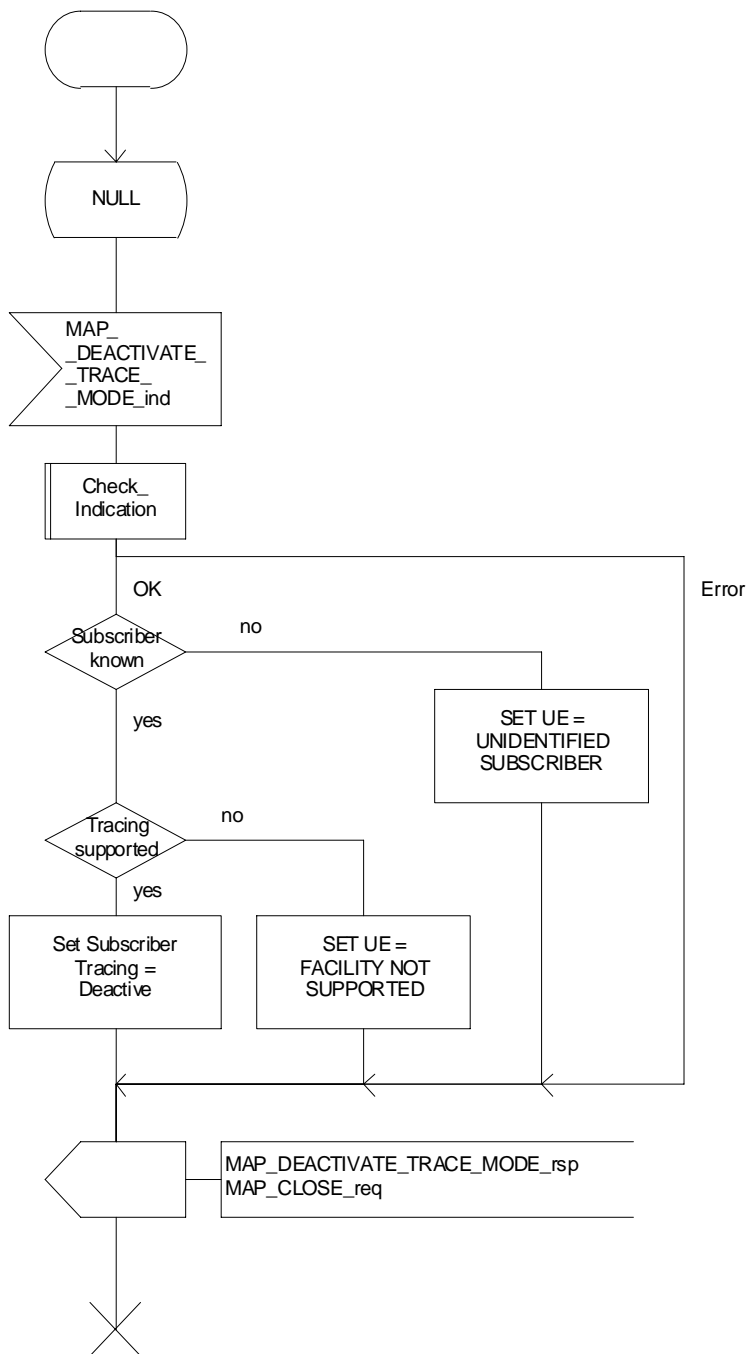 NULL
MAP_
_DEACTIVATE_
_TRACE_
_MODE_ind
Check_
Indication
OK
Error
Subscriber
known
no
yes
SET UE =
UNIDENTIFIED
SUBSCRIBER
Tracing
supported
no
yes
Set Subscriber
Tracing =
Deactive
SET UE =
FACILITY NOT
SUPPORTED
MAP_DEACTIVATE_TRACE_MODE_rsp
MAP_CLOSE_req